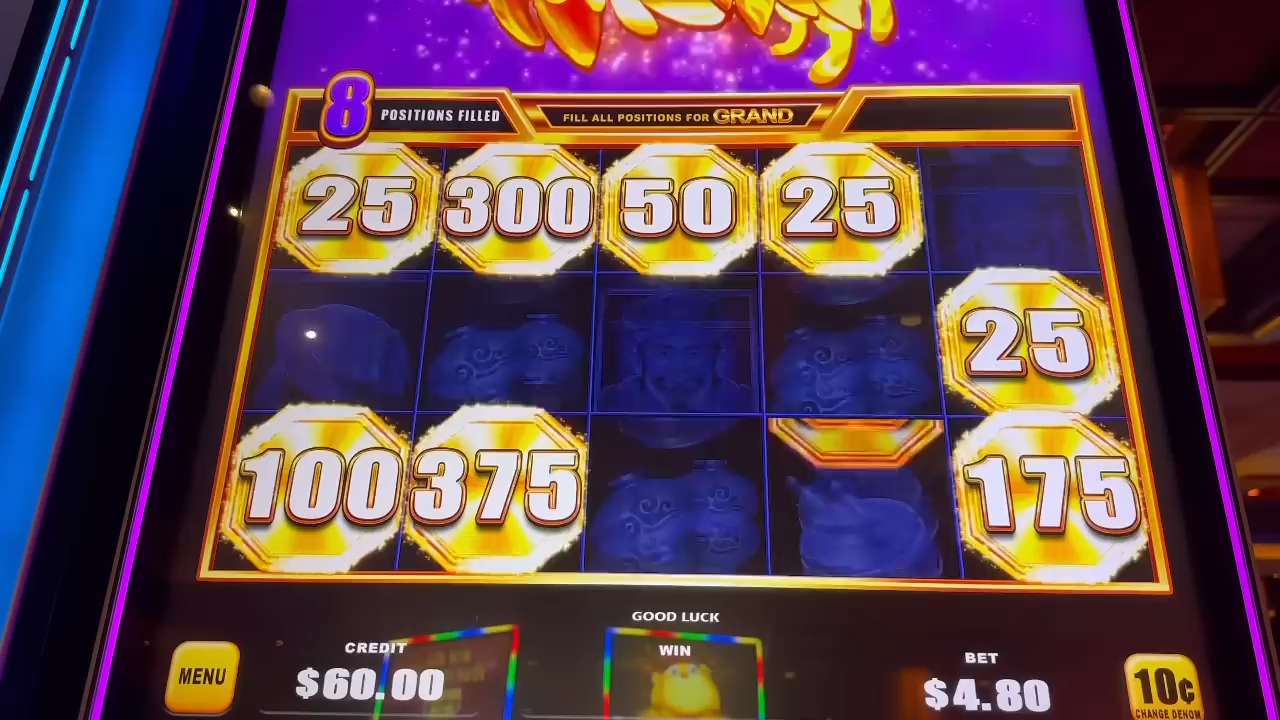 8 POSITIONS FILLED
FILL ALL POSITIONS FOR GRAND
25 300 50 25
25
100 375 175
GOOD LUCK
MENU
CREDIT
$60.00
WIN
BET
$4.80
10¢
CHANGE DENOM